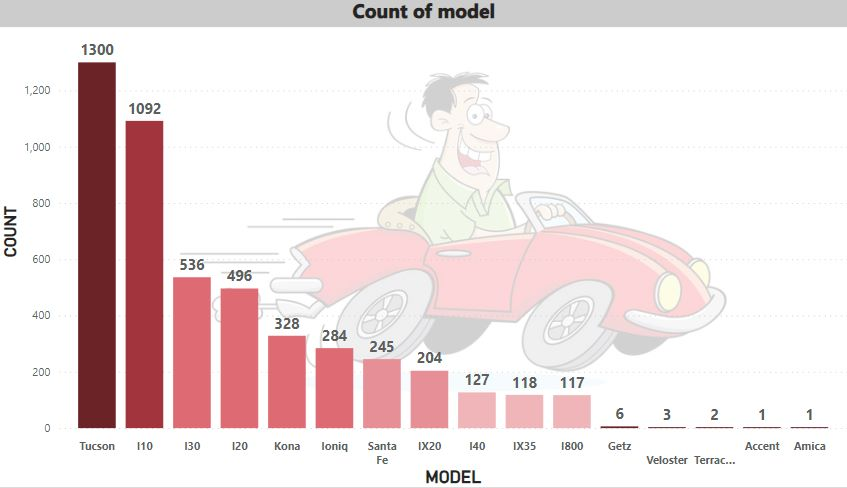 Count of model
1300
1092
536
496
328
284
245
204
127
118
117
6
3
2
1
1
1,200
1,000
800
600
400
200
0
COUNT
Tucson
I10
I30
I20
Kona
Ioniq
Santa
Fe
IX20
I40
IX35
I800
Getz
Veloster
Terrac...
Accent
Amica
MODEL